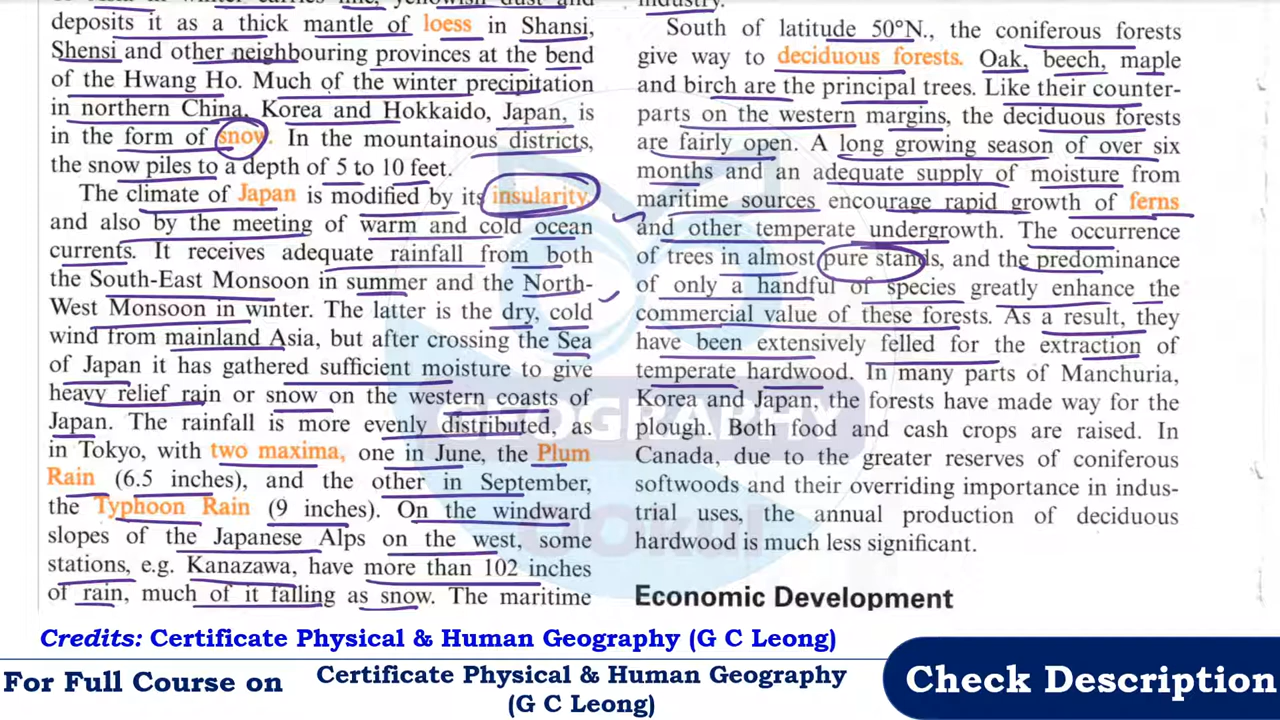 deposits it as a thick mantle of loess in Shansi,
Shensi and other neighbouring provinces at the bend
of the Hwang Ho. Much of the winter precipitation
in northern China, Korea and Hokkaido, Japan, is
in the form of snow. In the mountainous districts,
the snow piles to a depth of 5 to 10 feet.
The climate of Japan is modified by its insularity
and also by the meeting of warm and cold ocean
currents. It receives adequate rainfall from both
the South-East Monsoon in summer and the North-
West Monsoon in winter. The latter is the dry, cold
wind from mainland Asia, but after crossing the Sea
of Japan it has gathered sufficient moisture to give
heavy relief rain or snow on the western coasts of
Japan. The rainfall is more evenly distributed, as
in Tokyo, with two maxima, one in June, the Plum
Rain (6.5 inches), and the other in September,
the Typhoon Rain (9 inches). On the windward
slopes of the Japanese Alps on the west, some
stations, e.g. Kanazawa, have more than 102 inches
of rain, much of it falling as snow. The maritime
industry.
South of latitude 50°N., the coniferous forests
give way to deciduous forests. Oak, beech, maple
and birch are the principal trees. Like their counter-
parts on the western margins, the deciduous forests
are fairly open. A long growing season of over six
months and an adequate supply of moisture from
maritime sources encourage rapid growth of ferns
and other temperate undergrowth. The occurrence
of trees in almost pure stands, and the predominance
of only a handful of species greatly enhance the
commercial value of these forests. As a result, they
have been extensively felled for the extraction of
temperate hardwood. In many parts of Manchuria,
Korea and Japan, the forests have made way for the
plough. Both food and cash crops are raised. In
Canada, due to the greater reserves of coniferous
softwoods and their overriding importance in indus-
trial uses, the annual production of deciduous
hardwood is much less significant.
Economic Development
GEOGRAPHY
Credits: Certificate Physical & Human Geography (G C Leong)
For Full Course on
Certificate Physical & Human Geography
(G C Leong)
Check Description